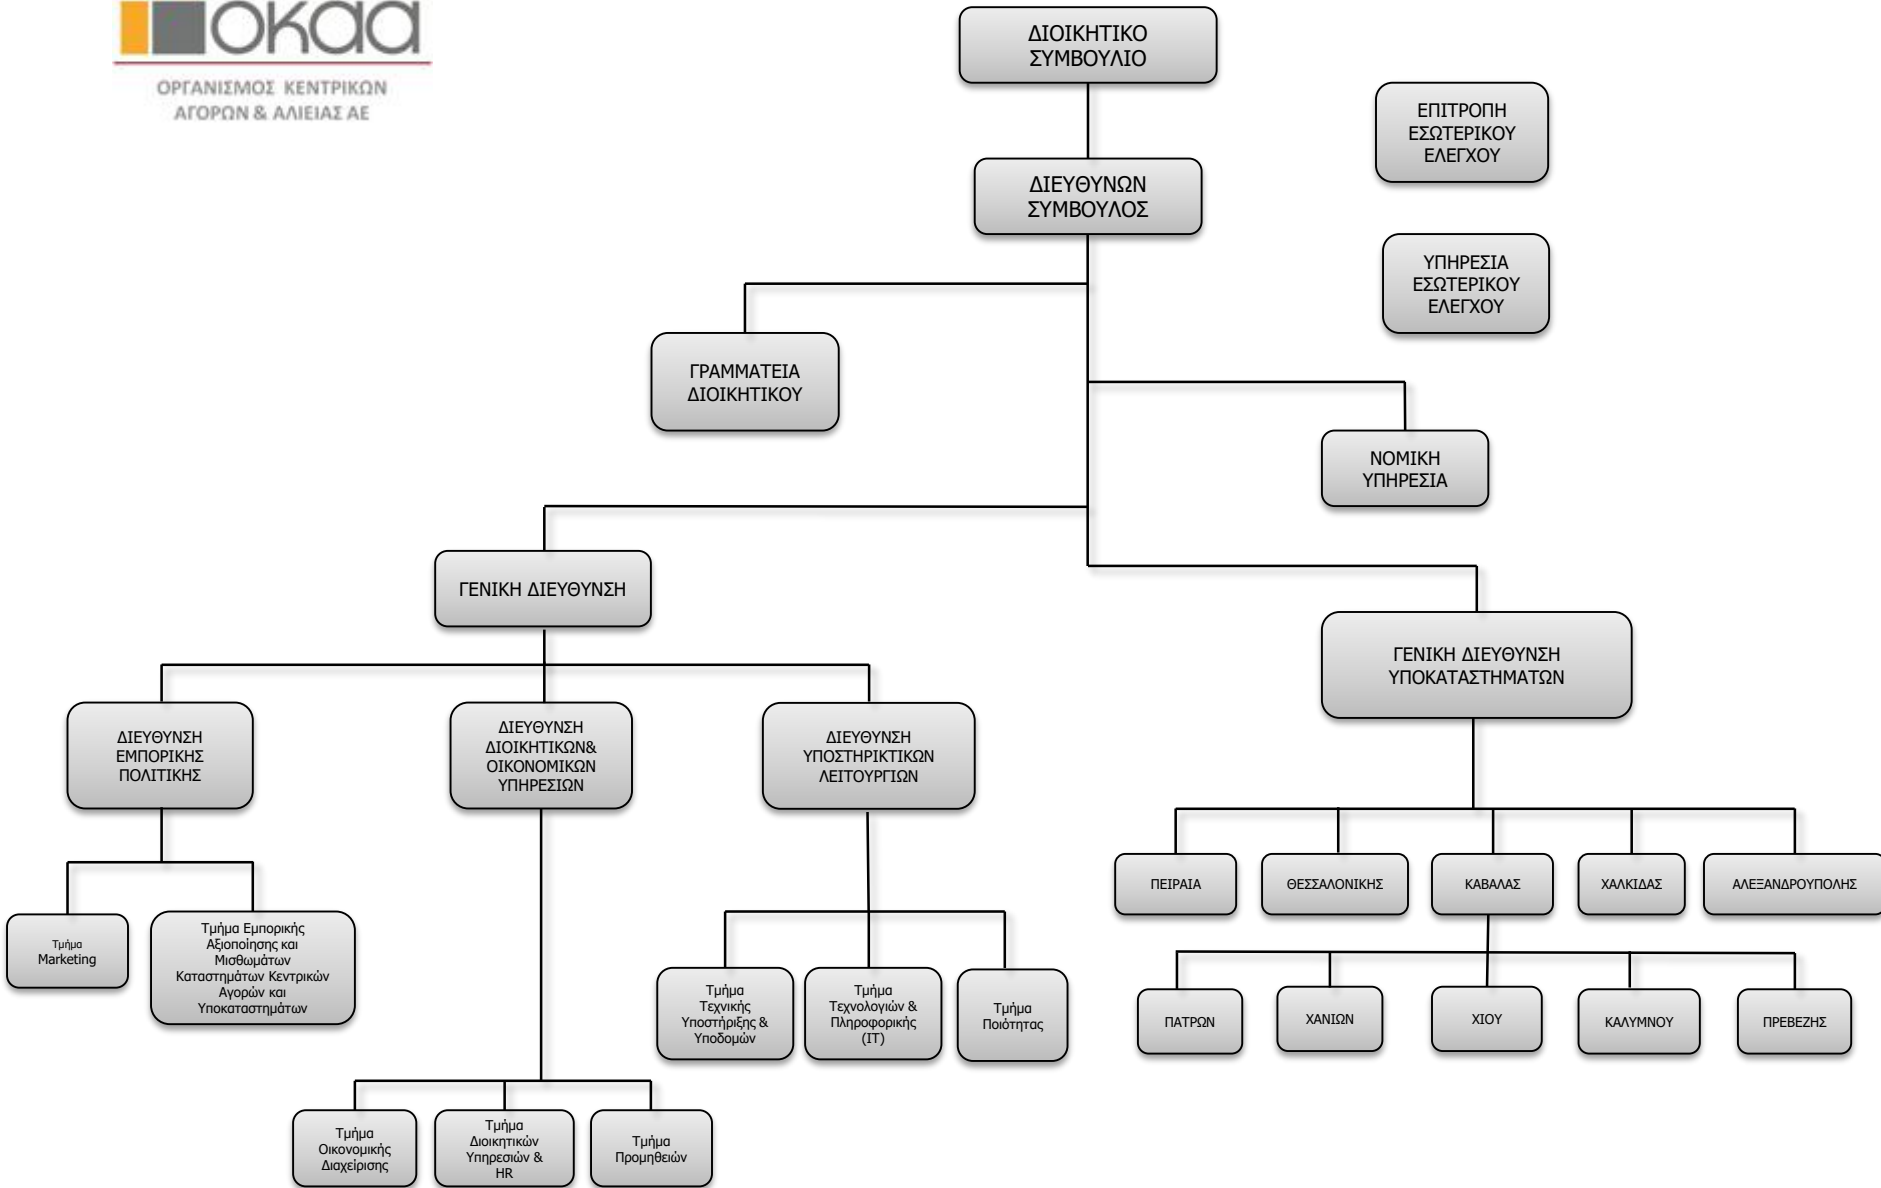 οκαα
ΟΡΓΑΝΙΣΜΟΣ ΚΕΝΤΡΙΚΩΝ
ΑΓΟΡΩΝ & ΑΛΙΕΙΑΣ ΑΕ
ΔΙΟΙΚΗΤΙΚΟ
ΣΥΜΒΟΥΛΙΟ
ΕΠΙΤΡΟΠΗ
ΕΣΩΤΕΡΙΚΟΥ
ΕΛΕΓΧΟΥ
ΔΙΕΥΘΥΝΩΝ
ΣΥΜΒΟΥΛΟΣ
ΥΠΗΡΕΣΙΑ
ΕΣΩΤΕΡΙΚΟΥ
ΕΛΕΓΧΟΥ
ΓΡΑΜΜΑΤΕΙΑ
ΔΙΟΙΚΗΤΙΚΟΥ
ΝΟΜΙΚΗ
ΥΠΗΡΕΣΙΑ
ΓΕΝΙΚΗ ΔΙΕΥΘΥΝΣΗ
ΓΕΝΙΚΗ ΔΙΕΥΘΥΝΣΗ
ΥΠΟΚΑΤΑΣΤΗΜΑΤΩΝ
ΔΙΕΥΘΥΝΣΗ
ΕΜΠΟΡΙΚΗΣ
ΠΟΛΙΤΙΚΗΣ
ΔΙΕΥΘΥΝΣΗ
ΔΙΟΙΚΗΤΙΚΩΝ&
ΟΙΚΟΝΟΜΙΚΩΝ
ΥΠΗΡΕΣΙΩΝ
ΔΙΕΥΘΥΝΣΗ
ΥΠΟΣΤΗΡΙΚΤΙΚΩΝ
ΛΕΙΤΟΥΡΓΙΩΝ
ΠΕΙΡΑΙΑ
ΘΕΣΣΑΛΟΝΙΚΗΣ
ΚΑΒΑΛΑΣ
ΧΑΛΚΙΔΑΣ
ΑΛΕΞΑΝΔΡΟΥΠΟΛΗΣ
Τμήμα
Marketing
Τμήμα Εμπορικής
Αξιοποίησης και
Μισθωμάτων
Καταστημάτων Κεντρικών
Αγορών και
Υποκαταστημάτων
Τμήμα
Τεχνικής
Υποστήριξης &
Υποδομών
Τμήμα
Τεχνολογιών &
Πληροφορικής
(ΙΤ)
Τμήμα
Ποιότητας
ΠΑΤΡΩΝ
ΧΑΝΙΩΝ
ΧΙΟΥ
ΚΑΛΥΜΝΟΥ
ΠΡΕΒΕΖΗΣ
Τμήμα
Οικονομικής
Διαχείρισης
Τμήμα
Διοικητικών
Υπηρεσιών &
HR
Τμήμα
Προμηθειών